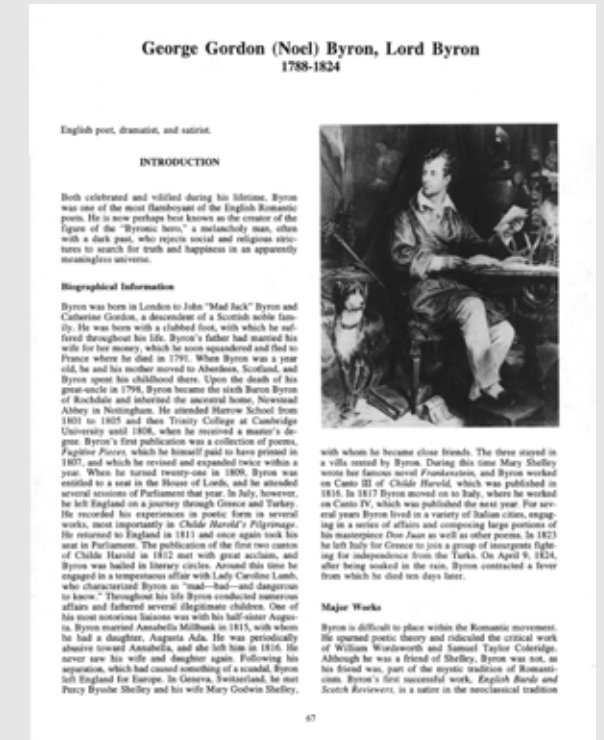 George Gordon (Noel) Byron, Lord Byron
1788-1824
English poet, dramatist, and satirist.
INTRODUCTION
Both celebrated and vilified during his lifetime, Byron
was one of the most flamboyant of the English Romantic
poets. He is now perhaps best known as the creator of the
figure of the "Byronic hero," a melancholy man, often
with a dark past, who rejects social and religious stric-
tures to search for truth and happiness in an apparently
meaningless universe.
Biographical Information
Byron was born in London to John "Mad Jack" Byron and
Catherine Gordon, a descendent of a Scottish noble fam-
ily. He was born with a clubbed foot, with which he suf-
fered throughout his life. Byron's father had married his
wife for her money, which he soon squandered and fled to
France where he died in 1791. When Byron was a year
old, he and his mother moved to Aberdeen, Scotland, and
Byron spent his childhood there. Upon the death of his
great-uncle in 1798, Byron became the sixth Baron Byron
of Rochdale and inherited the ancestral home, Newstead
Abbey in Nottingham. He attended Harrow School from
1801 to 1805 and then Trinity College at Cambridge
University until 1808, when he received a master's de-
gree. Byron's first publication was a collection of poems,
Fugitive Pieces, which he himself paid to have printed in
1807, and which he revised and expanded twice within a
year. When he turned twenty-one in 1809, Byron was
entitled to a seat in the House of Lords, and he attended
several sessions of Parliament that year. In July, however,
he left England on a journey through Greece and Turkey.
He recorded his experiences in poetic form in several
works, most importantly in Childe Harold's Pilgrimage.
He returned to England in 1811 and once again took his
seat in Parliament. The publication of the first two cantos
of Childe Harold in 1812 met with great acclaim, and
Byron was hailed in literary circles. Around this time he
engaged in a tempestuous affair with Lady Caroline Lamb,
who characterized Byron as "mad—bad—and dangerous
to know." Throughout his life Byron conducted numerous
affairs and fathered several illegitimate children. One of
his most notorious liaisons was with his half-sister Augus-
ta. Byron married Annabella Millbank in 1815, with whom
he had a daughter, Augusta Ada. He was periodically
abusive toward Annabella, and she left him in 1816. He
never saw his wife and daughter again. Following his
separation, which had caused something of a scandal, Byron
left England for Europe. In Geneva, Switzerland, he met
Percy Bysshe Shelley and his wife Mary Godwin Shelley,
with whom he became close friends. The three stayed in
a villa rented by Byron. During this time Mary Shelley
wrote her famous novel Frankenstein, and Byron worked
on Canto III of Childe Harold, which was published in
1816. In 1817 Byron moved on to Italy, where he worked
on Canto IV, which was published the next year. For sev-
eral years Byron lived in a variety of Italian cities, engag-
ing in a series of affairs and composing large portions of
his masterpiece Don Juan as well as other poems. In 1823
he left Italy for Greece to join a group of insurgents fight-
ing for independence from the Turks. On April 9, 1824,
after being soaked in the rain, Byron contracted a fever
from which he died ten days later.
Major Works
Byron is difficult to place within the Romantic movement.
He spurned poetic theory and ridiculed the critical work
of William Wordsworth and Samuel Taylor Coleridge.
Although he was a friend of Shelley, Byron was not, as
his friend was, part of the mystic tradition of Romanti-
cism. Byron's first successful work, English Bards and
Scotch Reviewers, is a satire in the neoclassical tradition
67